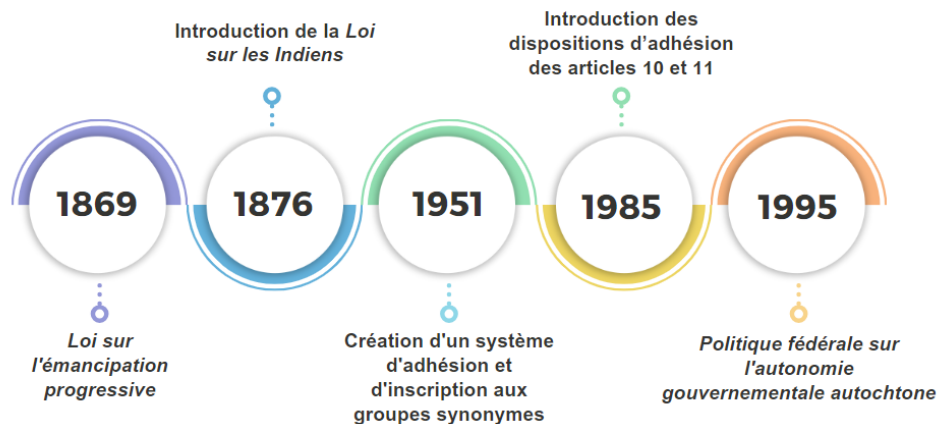 Introduction de la Loi
sur les Indiens
Introduction des
dispositions d'adhésion
des articles 10 et 11
1869
1876
1951
1985
1995
Loi sur
l'émancipation
progressive
Création d'un système
d'adhésion et
d'inscription aux
groupes synonymes
Politique fédérale sur
l'autonomie
gouvernementale autochtone